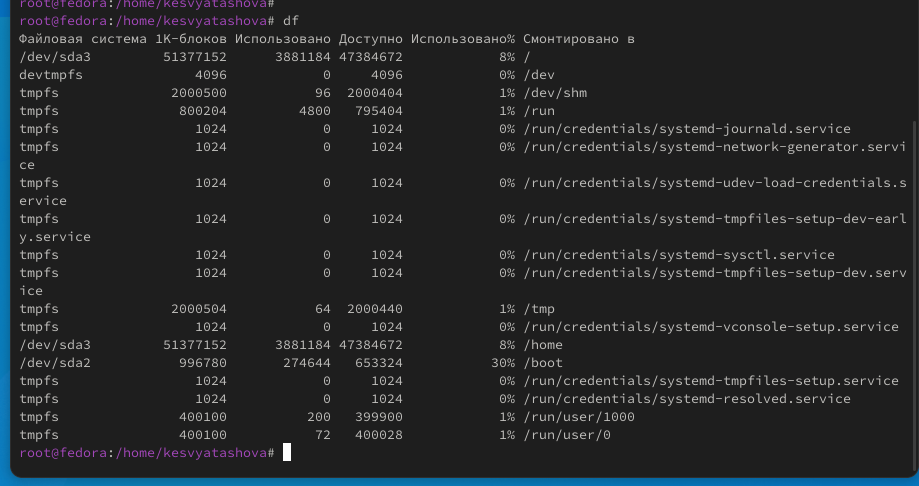 root@fedora:/home/kesvyatashova#
root@fedora:/home/kesvyatashova# df
Файловая система 1K-блоков Использовано Доступно Использовано% Cмонтировано в
/dev/sda3 51377152 3881184 47384672 8% /
devtmpfs 4096 0 4096 0% /dev
tmpfs 2000500 96 2000404 1% /dev/shm
tmpfs 800204 4800 795404 1% /run
tmpfs 1024 0 1024 0% /run/credentials/systemd-journald.service
tmpfs 1024 0 1024 0% /run/credentials/systemd-network-generator.servi
ce
tmpfs 1024 0 1024 0% /run/credentials/systemd-udev-load-credentials.s
ervice
tmpfs 1024 0 1024 0% /run/credentials/systemd-tmpfiles-setup-dev-earl
y.service
tmpfs 1024 0 1024 0% /run/credentials/systemd-sysctl.service
tmpfs 1024 0 1024 0% /run/credentials/systemd-tmpfiles-setup-dev.serv
ice
tmpfs 2000504 64 2000440 1% /tmp
tmpfs 1024 0 1024 0% /run/credentials/systemd-vconsole-setup.service
/dev/sda3 51377152 3881184 47384672 8% /home
/dev/sda2 996780 274644 653324 30% /boot
tmpfs 1024 0 1024 0% /run/credentials/systemd-tmpfiles-setup.service
tmpfs 1024 0 1024 0% /run/credentials/systemd-resolved.service
tmpfs 400100 200 399900 1% /run/user/1000
tmpfs 400100 72 400028 1% /run/user/0
root@fedora:/home/kesvyatashova#